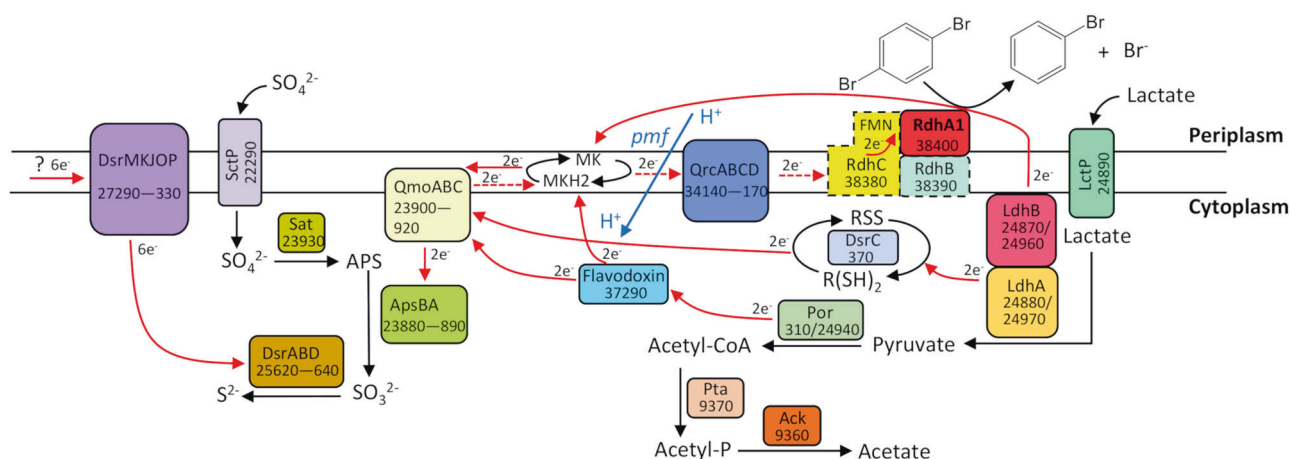 Br
Br
Br
+ Br⁻
SO₄²⁻
Lactate
H⁺
pmf
Periplasm
Cytoplasm
? 6e⁻
DsrMKJOP
27290—330
SctP
22290
MK
MKH2
2e⁻
2e⁻
2e⁻
QmoABC
23900—
920
QrcABCD
34140—170
2e⁻
FMN
2e⁻
RdhC
38380
RdhA1
38400
RdhB
38390
2e⁻
LctP
24890
H⁺
6e⁻
SO₄²⁻
Sat
23930
APS
2e⁻
ApsBA
23880—890
2e⁻
2e⁻
Flavodoxin
37290
2e⁻
RSS
DsrC
370
R(SH)₂
2e⁻
LdhB
24870/
24960
LdhA
24880/
24970
Lactate
2e⁻
Por
310/24940
DsrABD
25620—640
S²⁻
SO₃²⁻
Acetyl-CoA
Pyruvate
Pta
9370
Ack
9360
Acetyl-P
Acetate